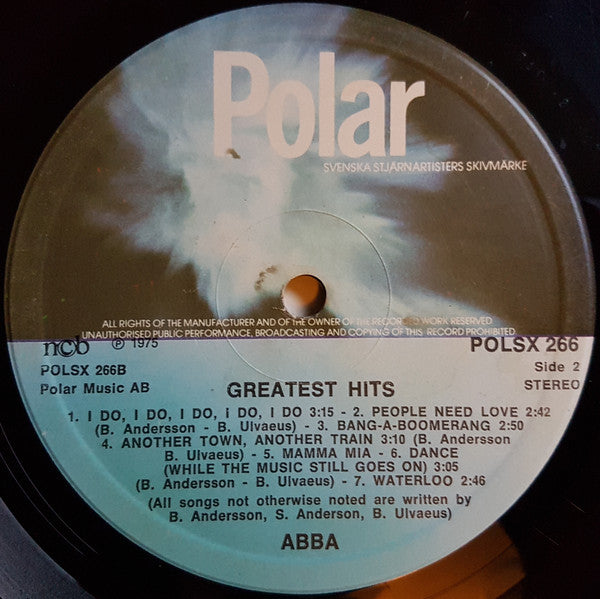 Polar
SVENSKA STJÄRNARTISTERS SKIVMÄRKE
ALL RIGHTS OF THE MANUFACTURER AND OF THE OWNER OF THE RECOR D WORK RESERVED.
UNAUTHORISED PUBLIC PERFORMANCE, BROADCASTING AND COPYING OF THIS RECORD PROHIBITED
ncb ℗ 1975 POLSX 266
POLSX 266B Side 2
Polar Music AB GREATEST HITS STEREO
1. I DO, I DO, I DO, I DO, I DO 3:15 - 2. PEOPLE NEED LOVE 2:42
(B. Andersson - B. Ulvaeus) - 3. BANG-A-BOOMERANG 2:50
4. ANOTHER TOWN, ANOTHER TRAIN 3:10 (B. Andersson
B. Ulvaeus) - 5. MAMMA MIA - 6. DANCE
(WHILE THE MUSIC STILL GOES ON) 3:05
(B. Andersson - B. Ulvaeus) - 7. WATERLOO 2:46
(All songs not otherwise noted are written by
B. Andersson, S. Anderson, B. Ulvaeus)
ABBA